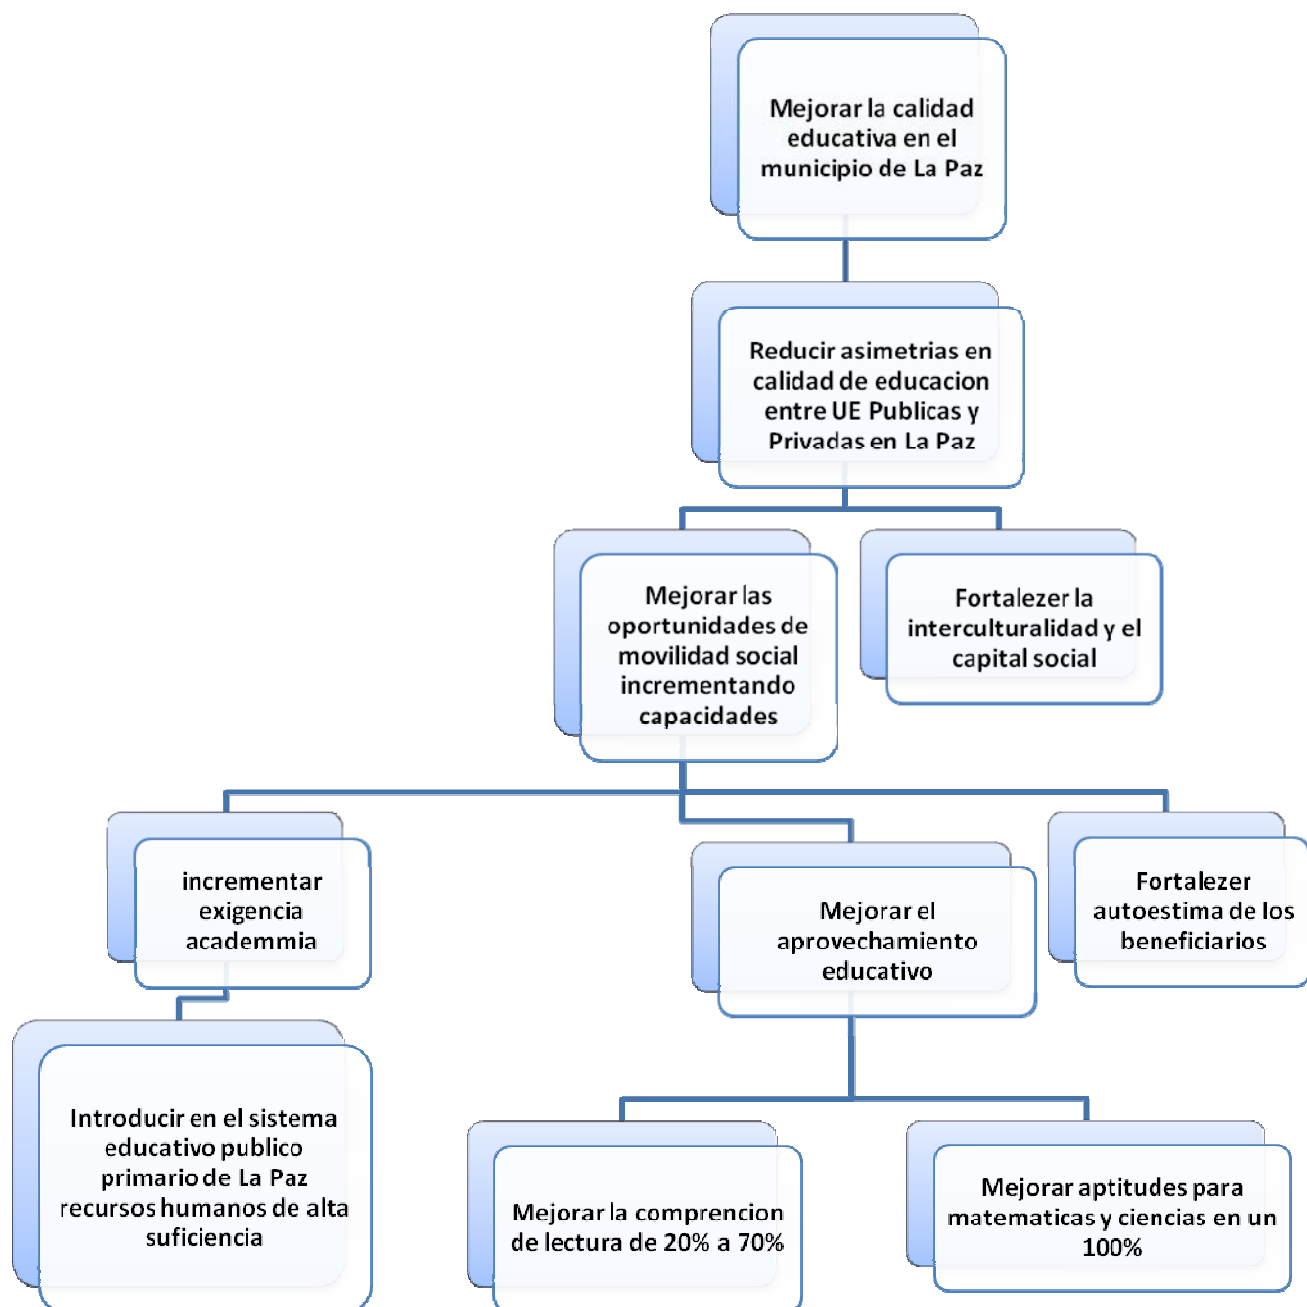 Mejorar la calidad
educativa en el
municipio de La Paz
Reducir asimetrias en
calidad de educacion
entre UE Publicas y
Privadas en La Paz
Mejorar las
oportunidades de
movilidad social
incrementando
capacidades
Fortalezer la
interculturalidad y el
capital social
incrementar
exigencia
academmia
Mejorar el
aprovechamiento
educativo
Fortalezer
autoestima de los
beneficiarios
Introducir en el sistema
educativo publico
primario de La Paz
recursos humanos de alta
suficiencia
Mejorar la comprencion
de lectura de 20% a 70%
Mejorar aptitudes para
matematicas y ciencias en un
100%